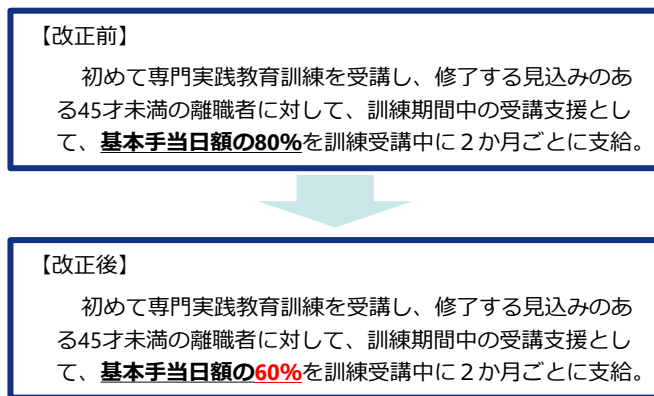 【改正前】
初めて専門実践教育訓練を受講し、修了する見込みのあ
る45才未満の離職者に対して、訓練期間中の受講支援とし
て、基本手当日額の80%を訓練受講中に２か月ごとに支給。
【改正後】
初めて専門実践教育訓練を受講し、修了する見込みのあ
る45才未満の離職者に対して、訓練期間中の受講支援とし
て、基本手当日額の60%を訓練受講中に２か月ごとに支給。